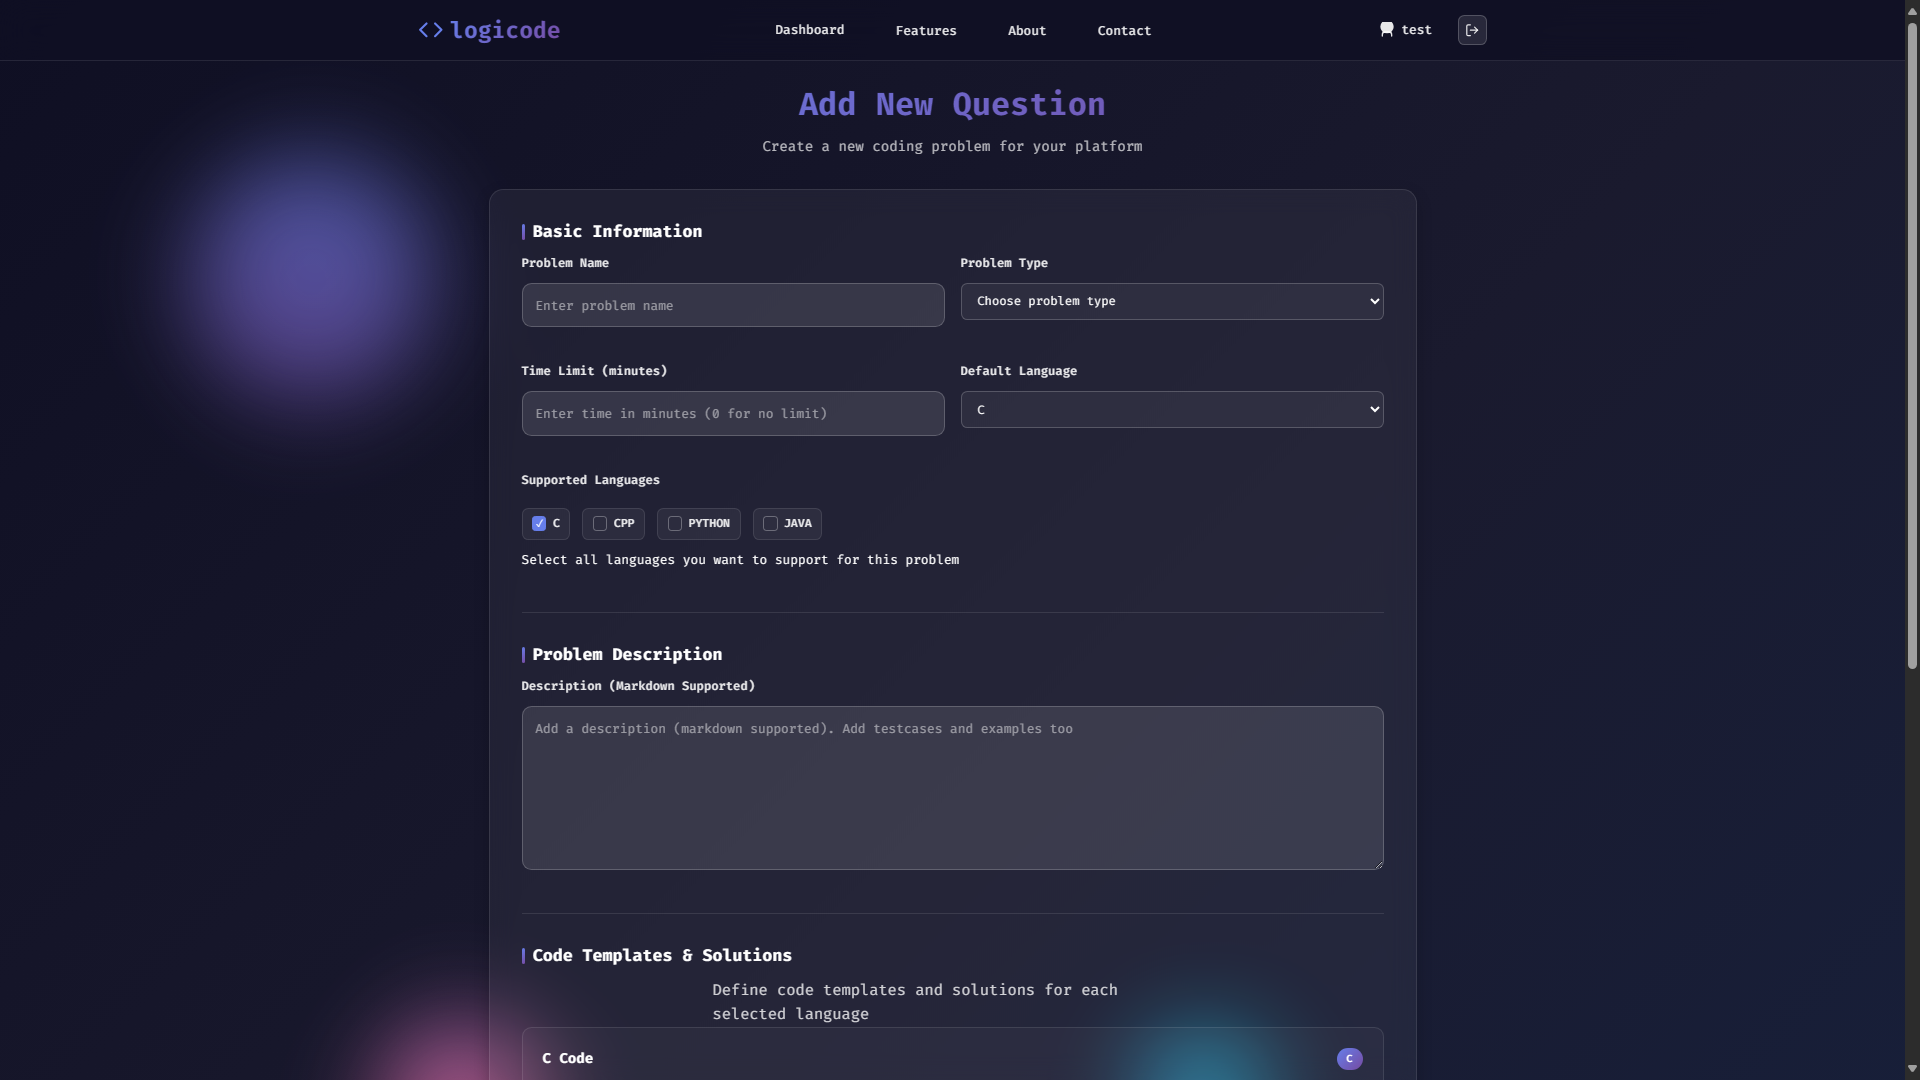 logicode
Dashboard
Features
About
Contact
test
Add New Question
Create a new coding problem for your platform
Basic Information
Problem Name
Problem Type
Enter problem name
Choose problem type
Time Limit (minutes)
Default Language
Enter time in minutes (0 for no limit)
C
Supported Languages
C
CPP
PYTHON
JAVA
Select all languages you want to support for this problem
Problem Description
Description (Markdown Supported)
Add a description (markdown supported). Add testcases and examples too
Code Templates & Solutions
Define code templates and solutions for each
selected language
C Code
C